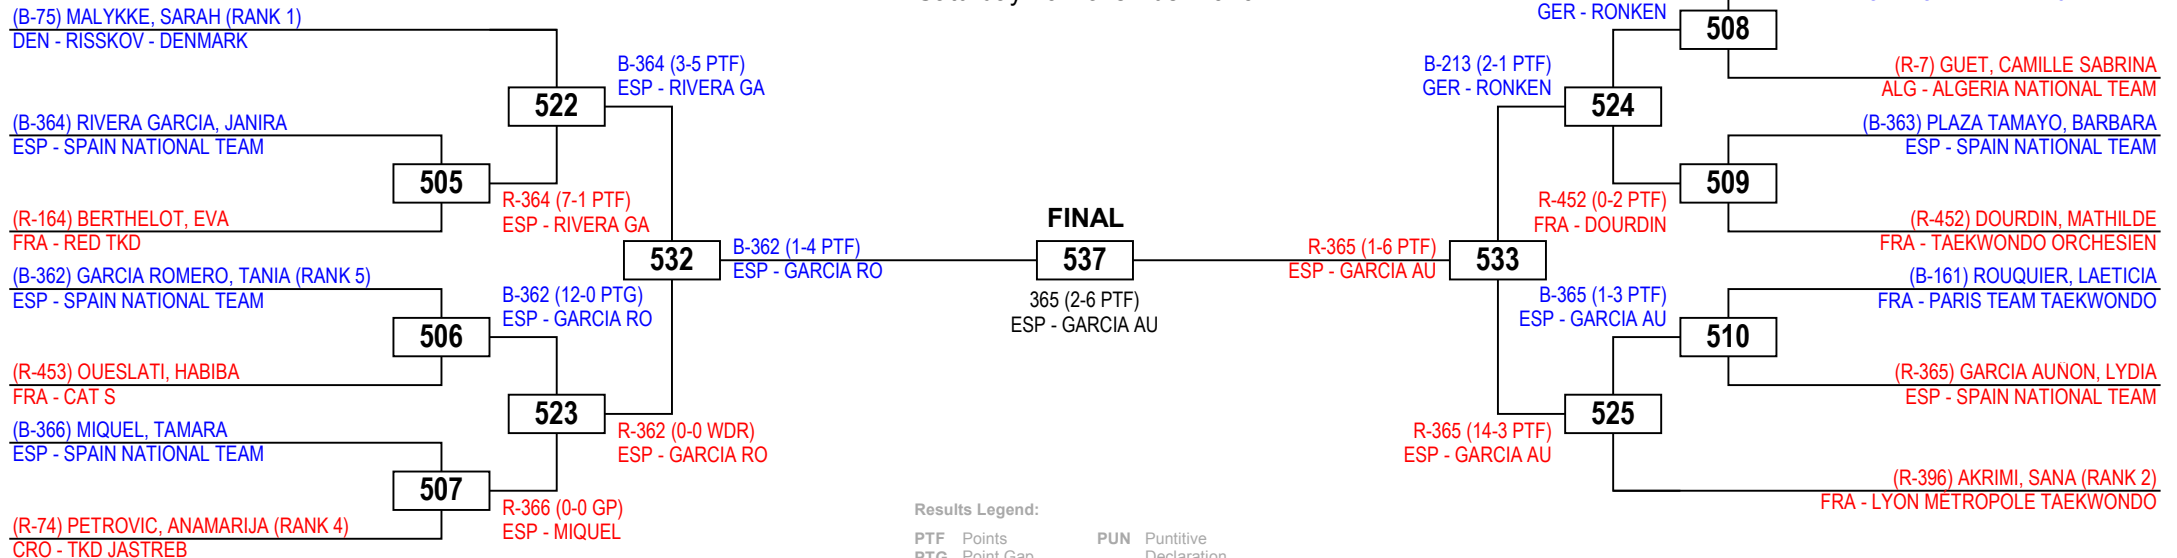 (B-75) MALYKKE, SARAH (RANK 1)
DEN - RISSKOV - DENMARK
(B-364) RIVERA GARCIA, JANIRA
ESP - SPAIN NATIONAL TEAM
(R-164) BERTHELOT, EVA
FRA - RED TKD
(B-362) GARCIA ROMERO, TANIA (RANK 5)
ESP - SPAIN NATIONAL TEAM
(R-453) OUESLATI, HABIBA
FRA - CAT S
(B-366) MIQUEL, TAMARA
ESP - SPAIN NATIONAL TEAM
(R-74) PETROVIC, ANAMARIJA (RANK 4)
CRO - TKD JASTREB
505
506
507
R-364 (7-1 PTF)
ESP - RIVERA GA
B-362 (12-0 PTG)
ESP - GARCIA RO
R-366 (0-0 GP)
ESP - MIQUEL
522
523
B-364 (3-5 PTF)
ESP - RIVERA GA
R-362 (0-0 WDR)
ESP - GARCIA RO
532
B-362 (1-4 PTF)
ESP - GARCIA RO
FINAL
537
365 (2-6 PTF)
ESP - GARCIA AU
R-365 (1-6 PTF)
ESP - GARCIA AU
533
B-213 (2-1 PTF)
GER - RONKEN
R-365 (14-3 PTF)
ESP - GARCIA AU
524
525
GER - RONKEN
R-452 (0-2 PTF)
FRA - DOURDIN
B-365 (1-3 PTF)
ESP - GARCIA AU
508
509
510
(R-7) GUET, CAMILLE SABRINA
ALG - ALGERIA NATIONAL TEAM
(B-363) PLAZA TAMAYO, BARBARA
ESP - SPAIN NATIONAL TEAM
(R-452) DOURDIN, MATHILDE
FRA - TAEKWONDO ORCHESIEN
(B-161) ROUQUIER, LAETICIA
FRA - PARIS TEAM TAEKWONDO
(R-365) GARCIA AUÑON, LYDIA
ESP - SPAIN NATIONAL TEAM
(R-396) AKRIMI, SANA (RANK 2)
FRA - LYON MÉTROPOLE TAEKWONDO
Results Legend:
PTF Points PUN Puntitive
PTG Point Gap Declaration